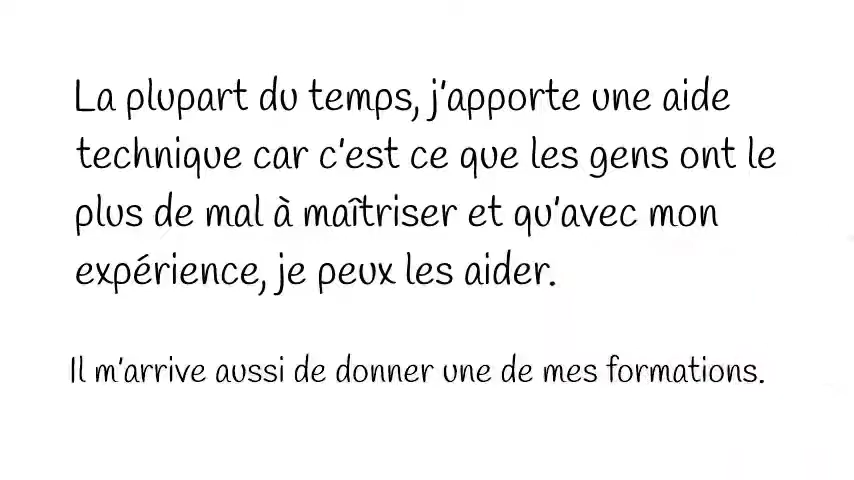 La plupart du temps, j'apporte une aide
technique car c'est ce que les gens ont le
plus de mal à maîtriser et qu'avec mon
expérience, je peux les aider.
Il m'arrive aussi de donner une de mes formations.